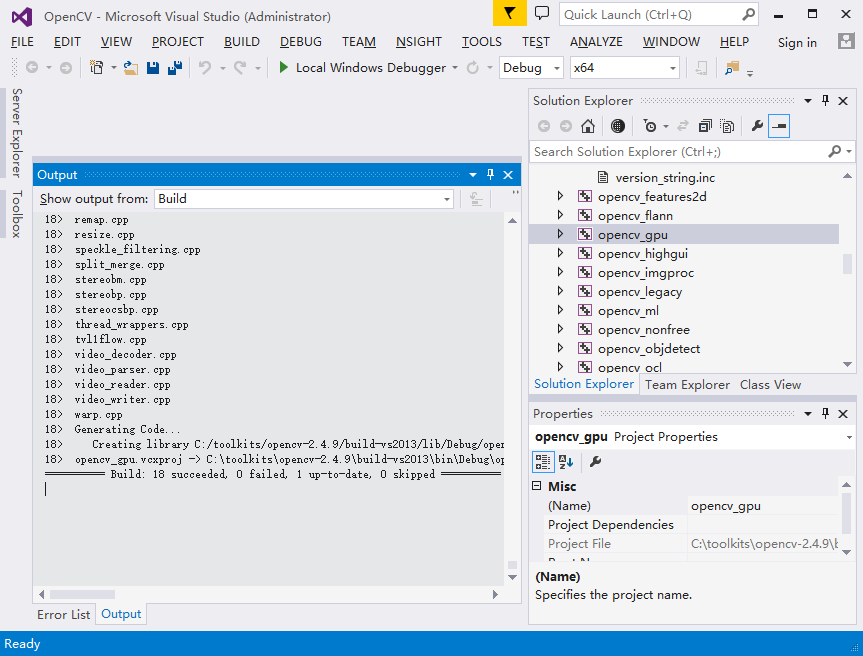 OpenCV - Microsoft Visual Studio (Administrator)
Quick Launch (Ctrl+Q)
FILE EDIT VIEW PROJECT BUILD DEBUG TEAM NSIGHT TOOLS TEST ANALYZE WINDOW HELP Sign in
Local Windows Debugger Debug x64
Server Explorer
Toolbox
Output
Show output from: Build
18> remap.cpp
18> resize.cpp
18> speckle_filtering.cpp
18> split_merge.cpp
18> stereobm.cpp
18> stereobp.cpp
18> stereocsbp.cpp
18> thread_wrappers.cpp
18> tvl1flow.cpp
18> video_decoder.cpp
18> video_parser.cpp
18> video_reader.cpp
18> video_writer.cpp
18> warp.cpp
18> Generating Code...
18> Creating library C:/toolkits/opencv-2.4.9/build-vs2013/lib/Debug/open
18> opencv_gpu.vcxproj -> C:\toolkits\opencv-2.4.9\build-vs2013\bin\Debug\op
========== Build: 18 succeeded, 0 failed, 1 up-to-date, 0 skipped ==========
Error List Output
Solution Explorer
Search Solution Explorer (Ctrl+;)
version_string.inc
opencv_features2d
opencv_flann
opencv_gpu
opencv_highgui
opencv_imgproc
opencv_legacy
opencv_ml
opencv_nonfree
opencv_objdetect
opencv_ocl
Solution Explorer Team Explorer Class View
Properties
opencv_gpu Project Properties
Misc
(Name) opencv_gpu
Project Dependencies
Project File C:\toolkits\opencv-2.4.9\b
(Name)
Specifies the project name.
Ready